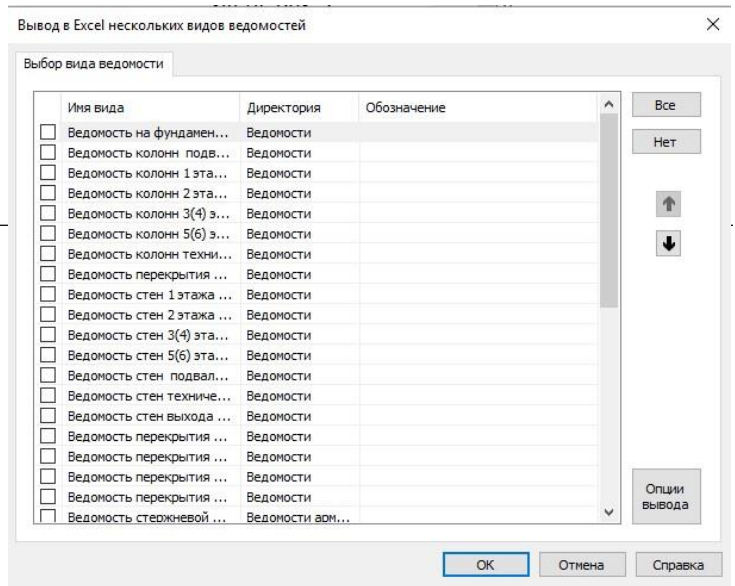 Вывод в Excel нескольких видов ведомостей
Выбор вида ведомости
Имя вида Директория Обозначение
Ведомость на фундамен... Ведомости
Ведомость колонн подв... Ведомости
Ведомость колонн 1 эта... Ведомости
Ведомость колонн 2 эта... Ведомости
Ведомость колонн 3(4) э... Ведомости
Ведомость колонн 5(6) э... Ведомости
Ведомость колонн техни... Ведомости
Ведомость перекрытия ... Ведомости
Ведомость стен 1 этажа ... Ведомости
Ведомость стен 2 этажа ... Ведомости
Ведомость стен 3(4) эта... Ведомости
Ведомость стен 5(6) эта... Ведомости
Ведомость стен подвал... Ведомости
Ведомость стен техниче... Ведомости
Ведомость стен выхода ... Ведомости
Ведомость перекрытия ... Ведомости
Ведомость перекрытия ... Ведомости
Ведомость перекрытия ... Ведомости
Ведомость перекрытия ... Ведомости
Ведомость стержневой ... Ведомости арм...
Все
Нет
Опции
вывода
OK Отмена Справка